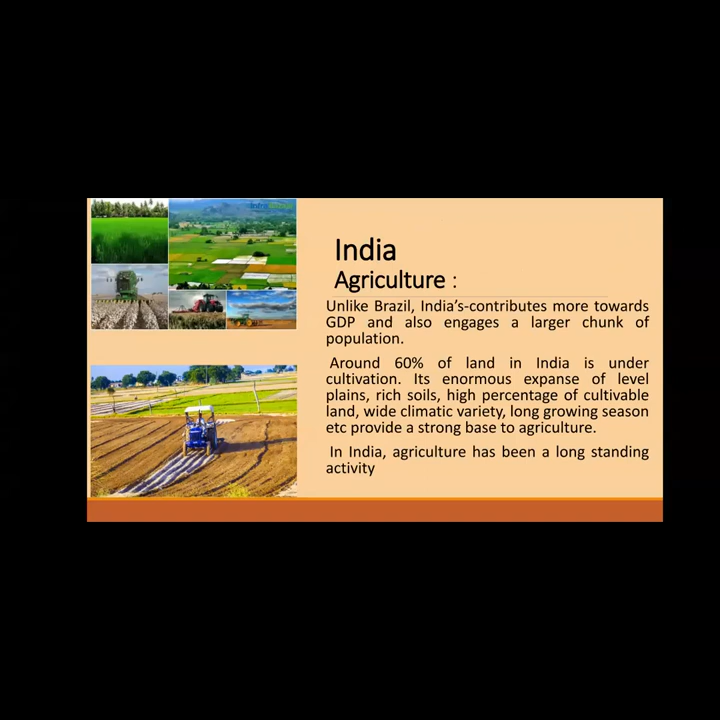 India
Agriculture :
Unlike Brazil, India's-contributes more towards
GDP and also engages a larger chunk of
population.
Around 60% of land in India is under
cultivation. Its enormous expanse of level
plains, rich soils, high percentage of cultivable
land, wide climatic variety, long growing season
etc provide a strong base to agriculture.
In India, agriculture has been a long standing
activity